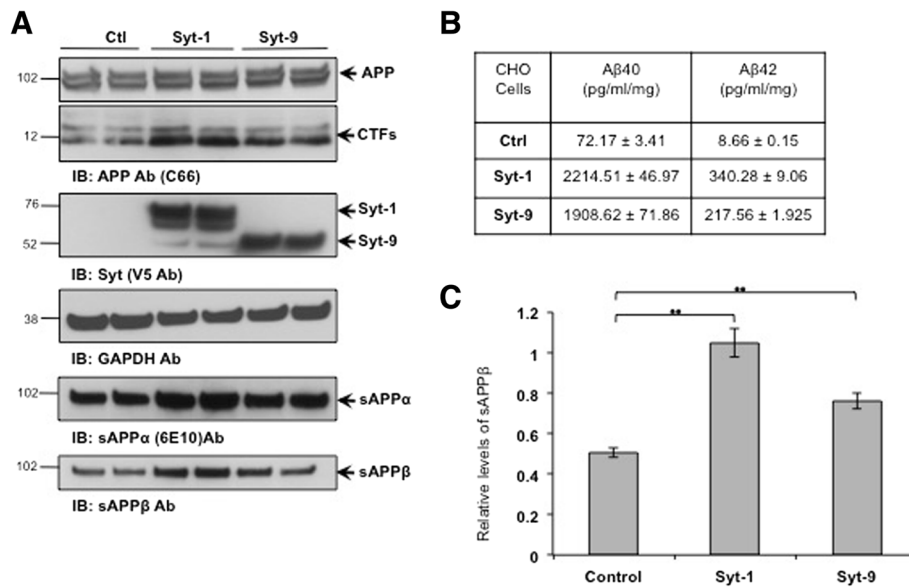 A
Ctl Syt-1 Syt-9
102 APP
12 CTFs
IB: APP Ab (C66)
76 Syt-1
52 Syt-9
IB: Syt (V5 Ab)
38
IB: GAPDH Ab
102 sAPPα
IB: sAPPα (6E10)Ab
102 sAPPβ
IB: sAPPβ Ab
B
CHO Cells Aβ40 (pg/ml/mg) Aβ42 (pg/ml/mg)
Ctrl 72.17 ± 3.41 8.66 ± 0.15
Syt-1 2214.51 ± 46.97 340.28 ± 9.06
Syt-9 1908.62 ± 71.86 217.56 ± 1.925
C
Relative levels of sAPPβ
1.2
1
0.8
0.6
0.4
0.2
0
**
**
Control Syt-1 Syt-9